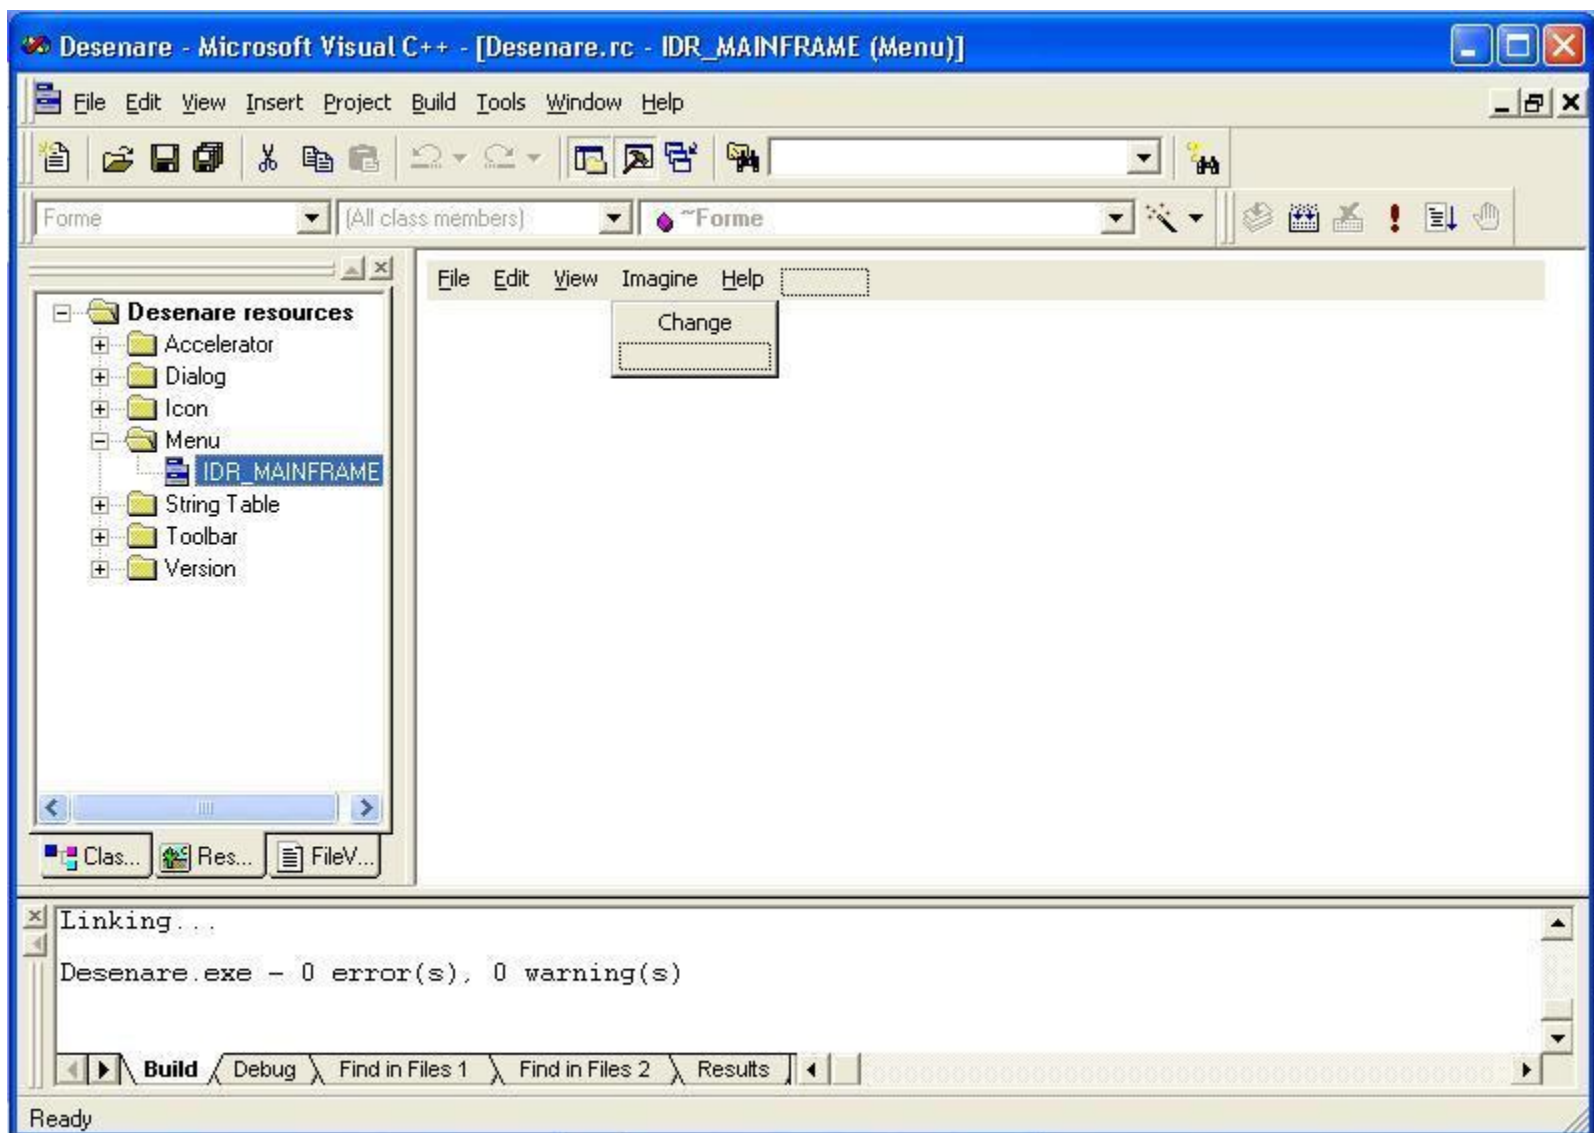 Desenare - Microsoft Visual C++ - [Desenare.rc - IDR_MAINFRAME (Menu)]
File Edit View Insert Project Build Tools Window Help
Forme (All class members) ~Forme
File Edit View Imagine Help
Change
Desenare resources
Accelerator
Dialog
Icon
Menu
IDR_MAINFRAME
String Table
Toolbar
Version
Clas... Res... FileV...
Linking...
Desenare.exe - 0 error(s), 0 warning(s)
Build Debug Find in Files 1 Find in Files 2 Results
Ready